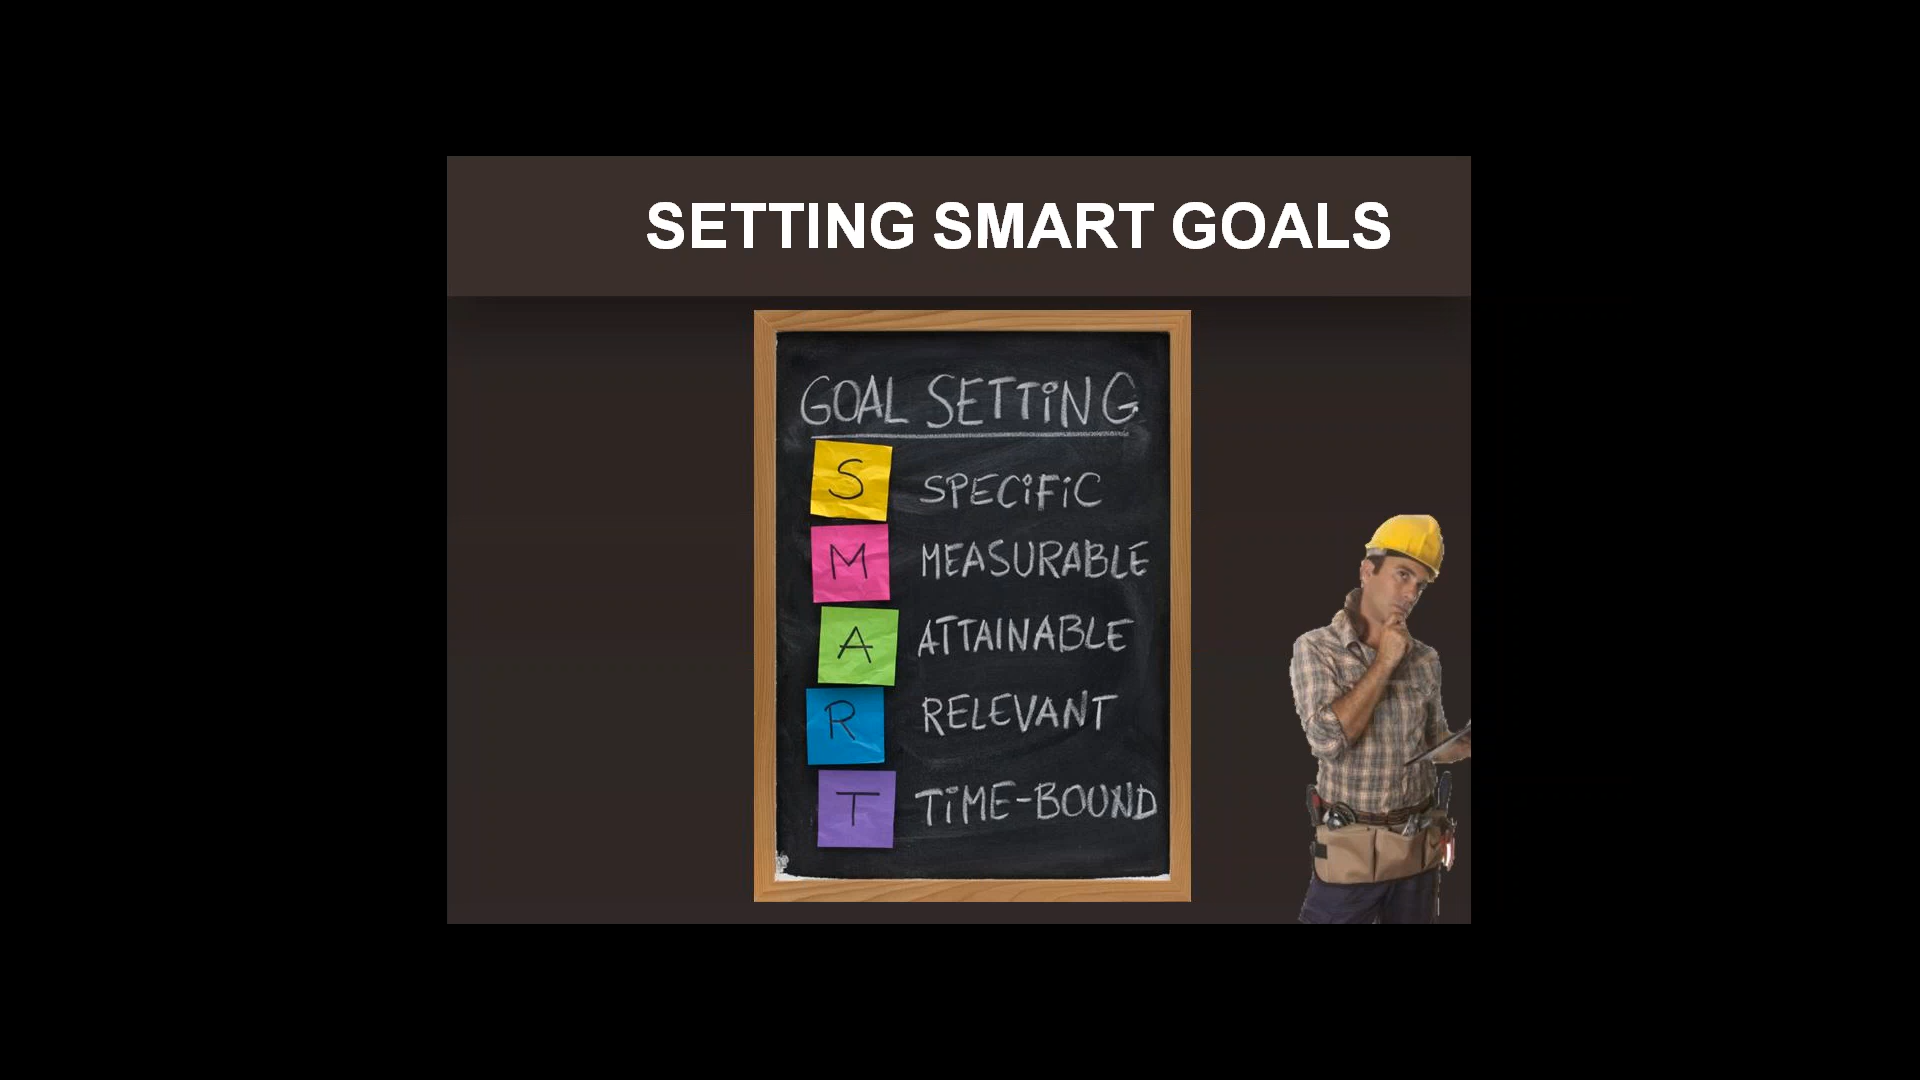 SETTING SMART GOALS
GOAL SETTiNG
S SPECiFiC
M MEASURABLE
A ATTAINABLE
R RELEVANT
T TiME-BOUND